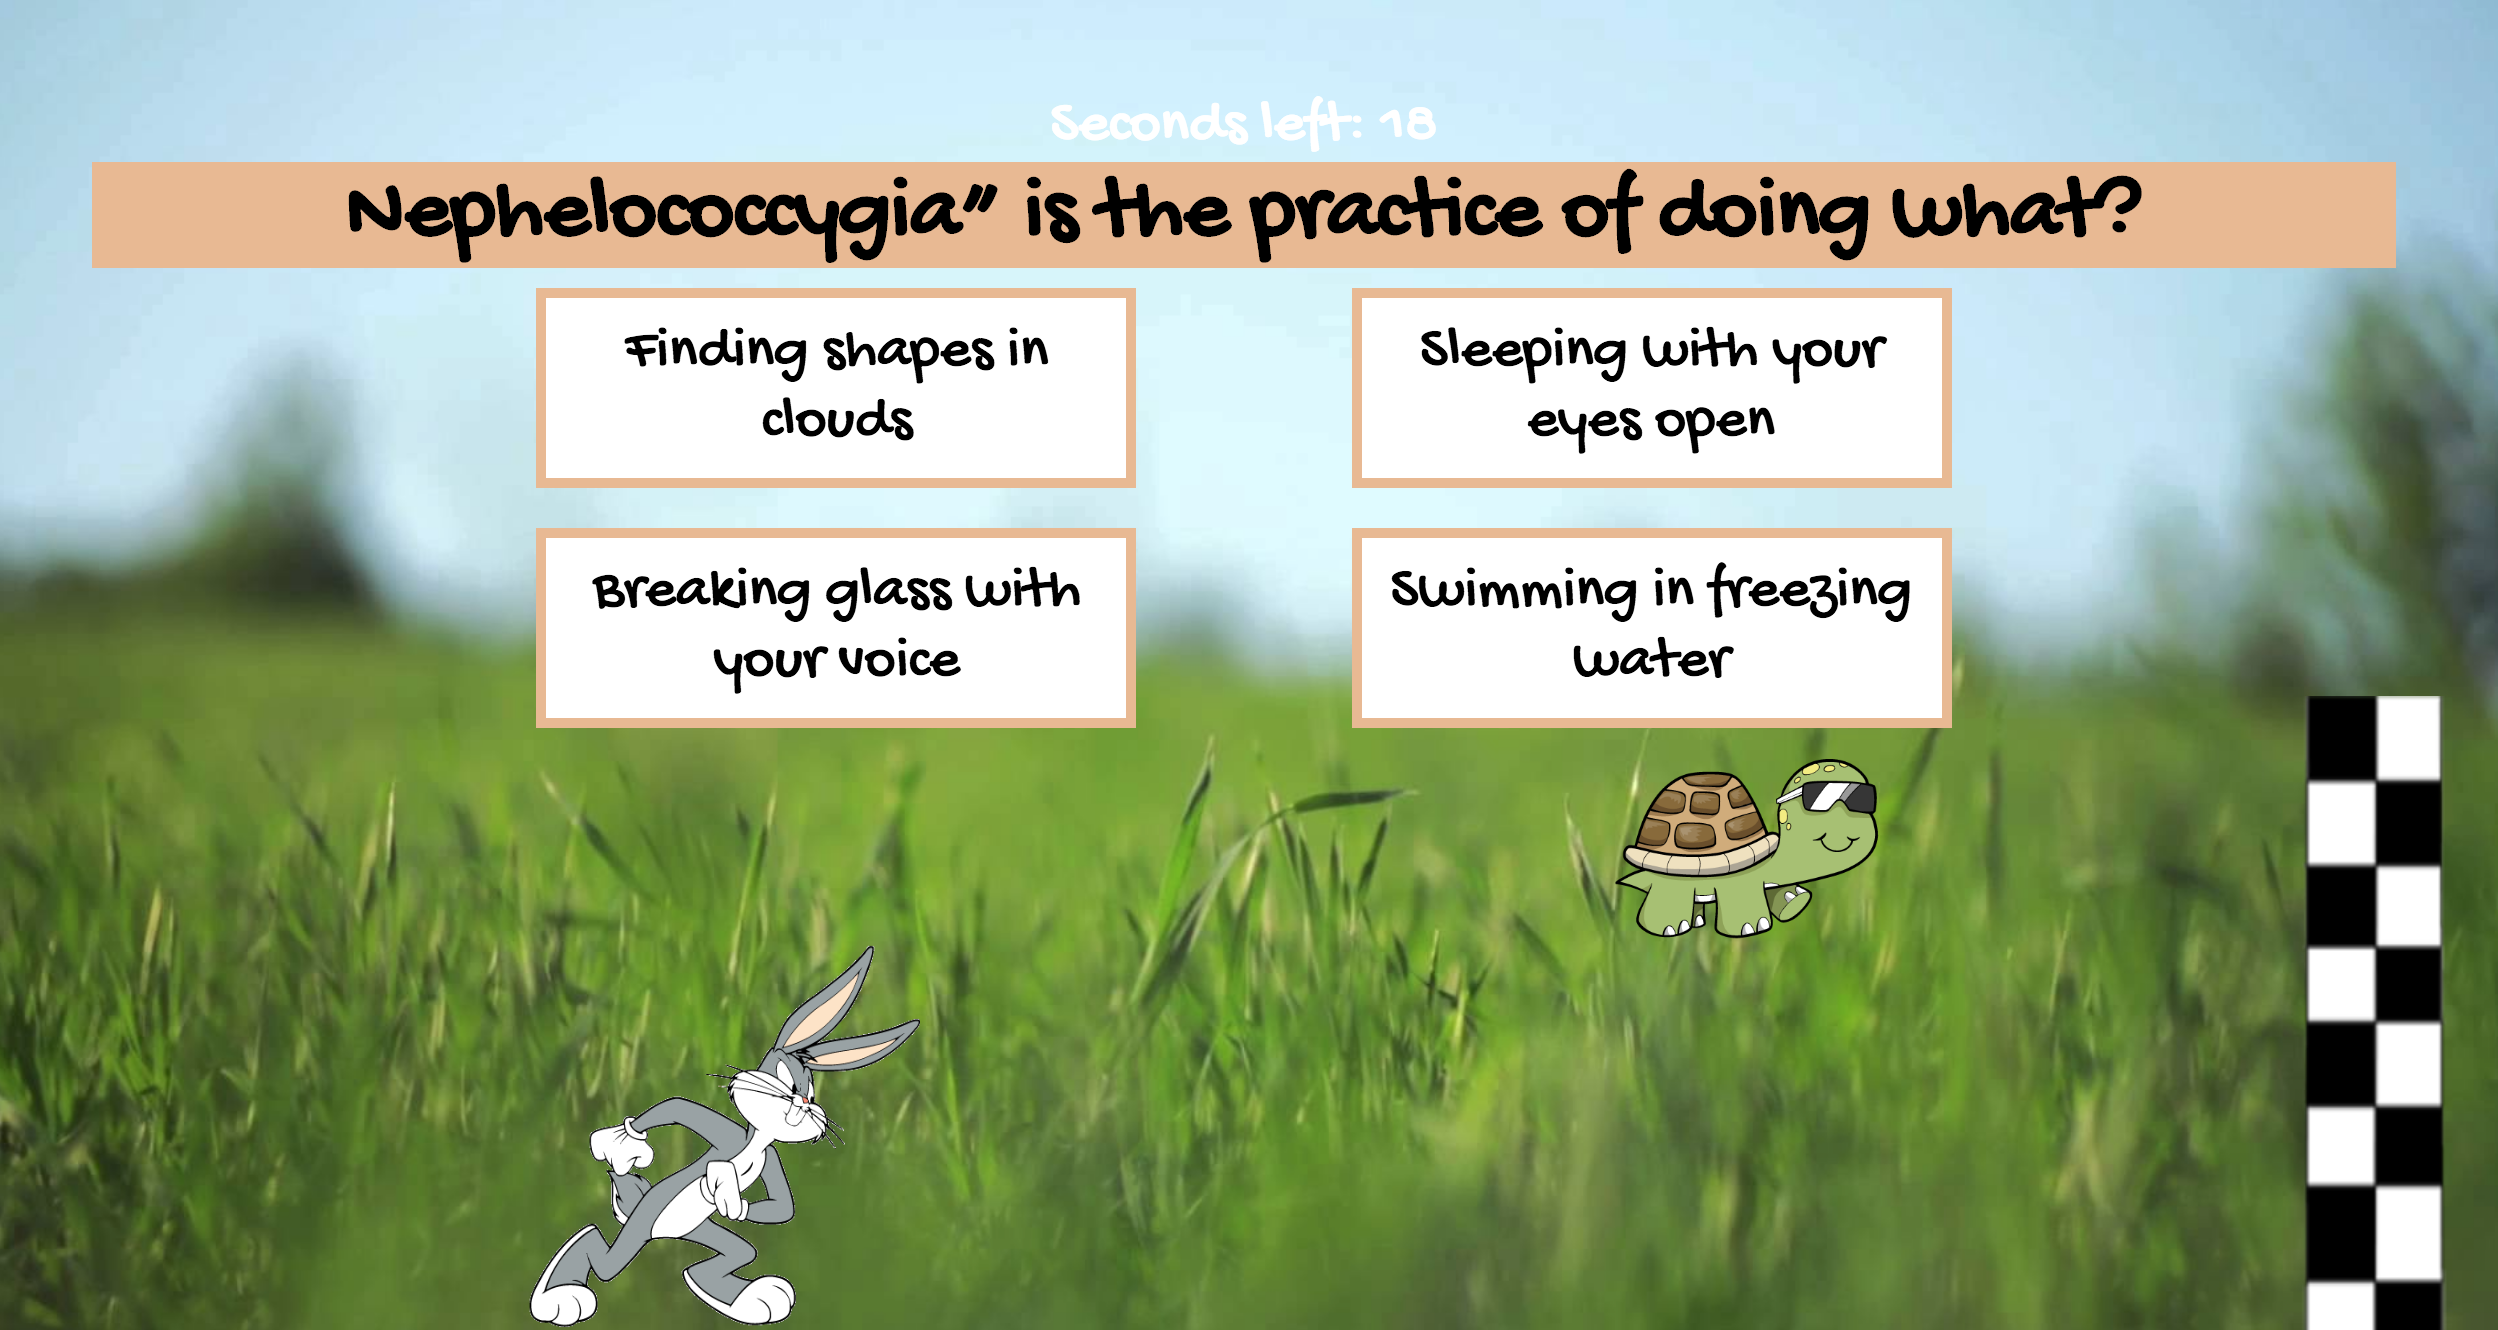 Seconds left: 18
Nephelococcygia” is the practice of doing what?
Finding shapes in
clouds
Sleeping with your
eyes open
Breaking glass with
your voice
Swimming in freezing
water